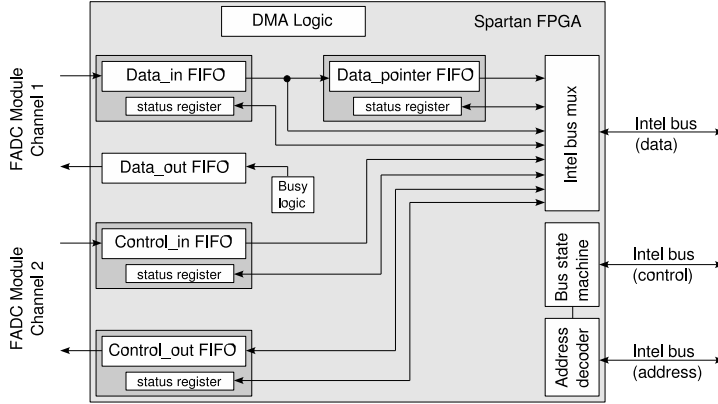 DMA Logic
Spartan FPGA
FADC Module
Channel 1
Data_in FIFO
status register
Data_pointer FIFO
status register
Data_out FIFO
Busy
logic
Intel bus mux
Intel bus
(data)
FADC Module
Channel 2
Control_in FIFO
status register
Bus state
machine
Intel bus
(control)
Control_out FIFO
status register
Address
decoder
Intel bus
(address)